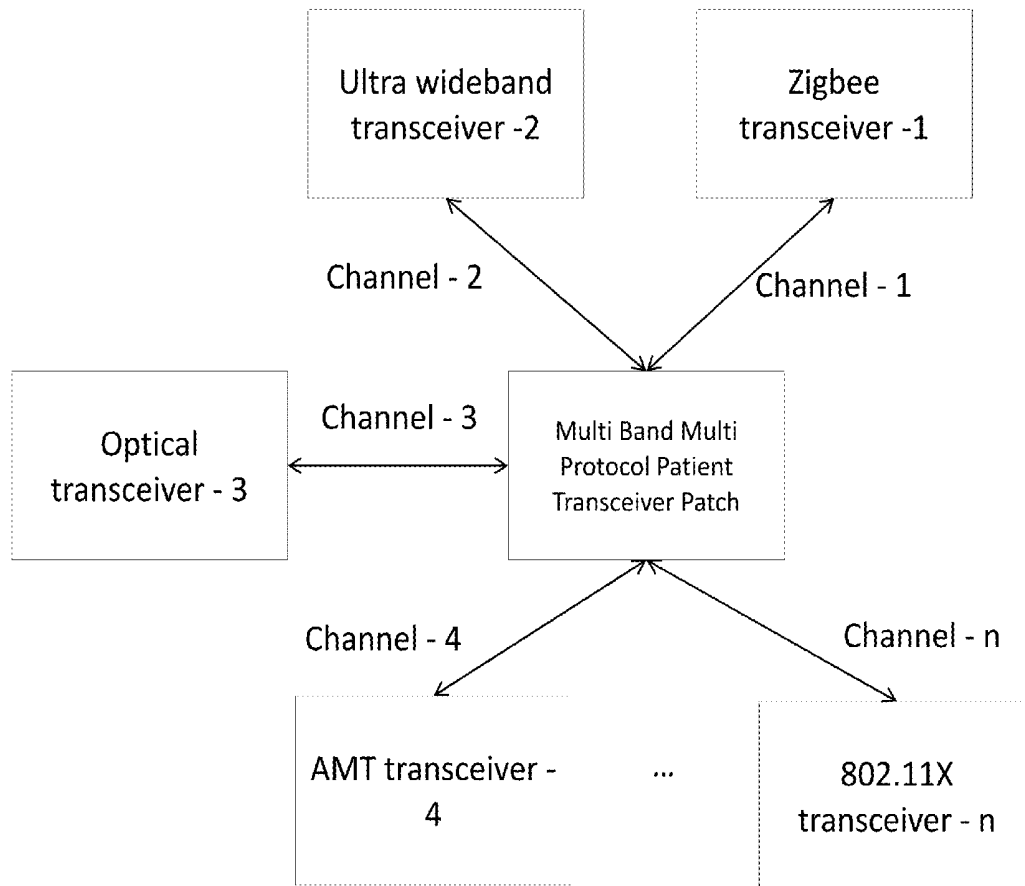 Ultra wideband
transceiver -2
Zigbee
transceiver -1
Channel - 2
Channel - 1
Optical
transceiver - 3
Channel - 3
Multi Band Multi
Protocol Patient
Transceiver Patch
Channel - 4
Channel - n
AMT transceiver -
4
...
802.11X
transceiver - n